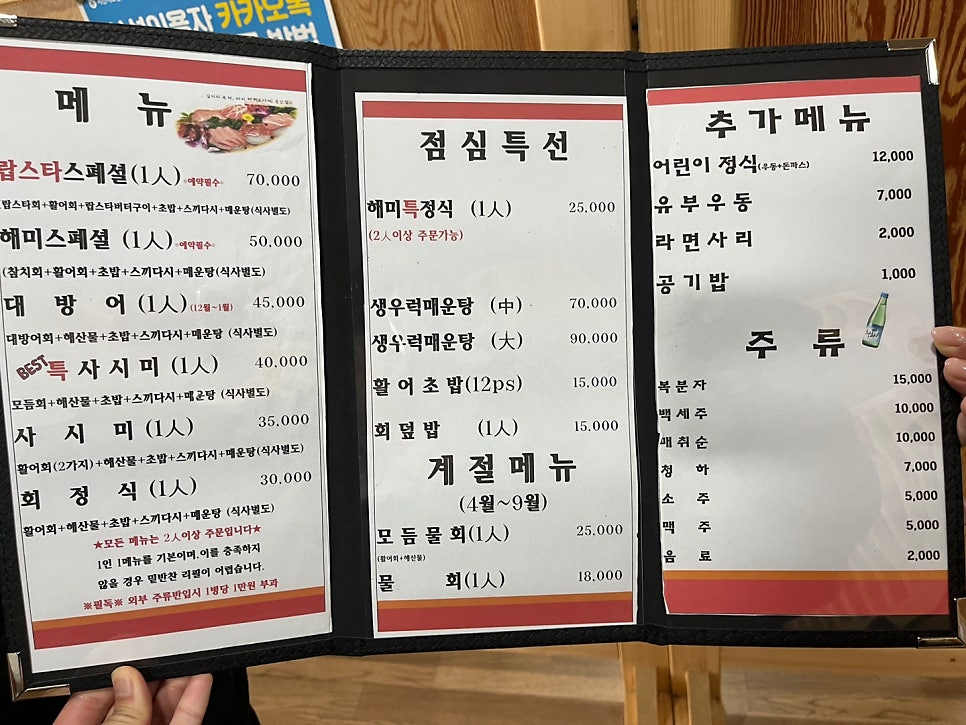 이용자 카카오톡
방법
메 뉴
랍스타스페셜(1人) *예약필수* 70,000
랍스타회+활어회+랍스타버터구이+초밥+스끼다시+매운탕(식사별도)
해미스페셜 (1人) *예약필수* 50,000
(참치회+활어회+초밥+스끼다시+매운탕(식사별도)
대 방 어 (1人) (12월~1월) 45,000
대방어회+해산물+초밥+스끼다시+매운탕 (식사별도)
BEST 특 사 시 미 (1人) 40,000
모듬회+해산물+초밥+스끼다시+매운탕 (식사별도)
사 시 미 (1人) 35,000
활어회(2가지)+해산물+초밥+스끼다시+매운탕(식사별도)
회 정 식 (1人) 30,000
활어회+해산물+초밥+스끼다시+매운탕(식사별도)
★모든 메뉴는 2人이상 주문입니다★
1인 1메뉴를 기본이며,이를 충족하지
않을 경우 밑반찬 리필이 어렵습니다.
※필독※ 외부 주류반입시 1병당 1만원 부과
점심특선
해미특정식 (1人) 25,000
(2人이상 주문가능)
생우럭매운탕 (中) 70,000
생우럭매운탕 (大) 90,000
활어초밥(12ps) 15,000
회덮밥 (1人) 15,000
계절메뉴
(4월~9월)
모듬물회(1人) 25,000
(활어회+해산물)
물 회(1人) 18,000
추가메뉴
어린이 정식(우동+돈까스) 12,000
유부우동 7,000
라면사리 2,000
공기밥 1,000
주 류
복분자 15,000
백세주 10,000
매취순 10,000
청 하 7,000
소 주 5,000
맥 주 5,000
음 료 2,000